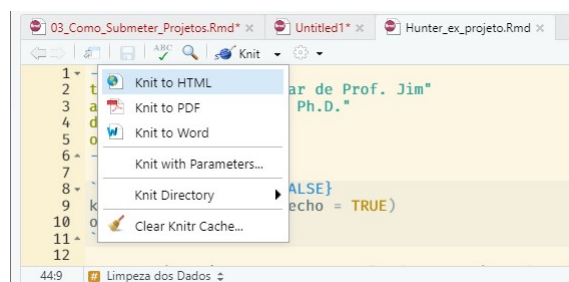 03_Como_Submeter_Projetos.Rmd* Untitled1* Hunter_ex_projeto.Rmd
ABC Knit
1 -
2 t ar de Prof. Jim"
3 a Ph.D."
4 d
5 o
6 -
7
8 ` ALSE}
9 k echo = TRUE)
10 o
11 `
12
Knit to HTML
Knit to PDF
Knit to Word
Knit with Parameters...
Knit Directory
Clear Knitr Cache...
44:9 # Limpeza dos Dados